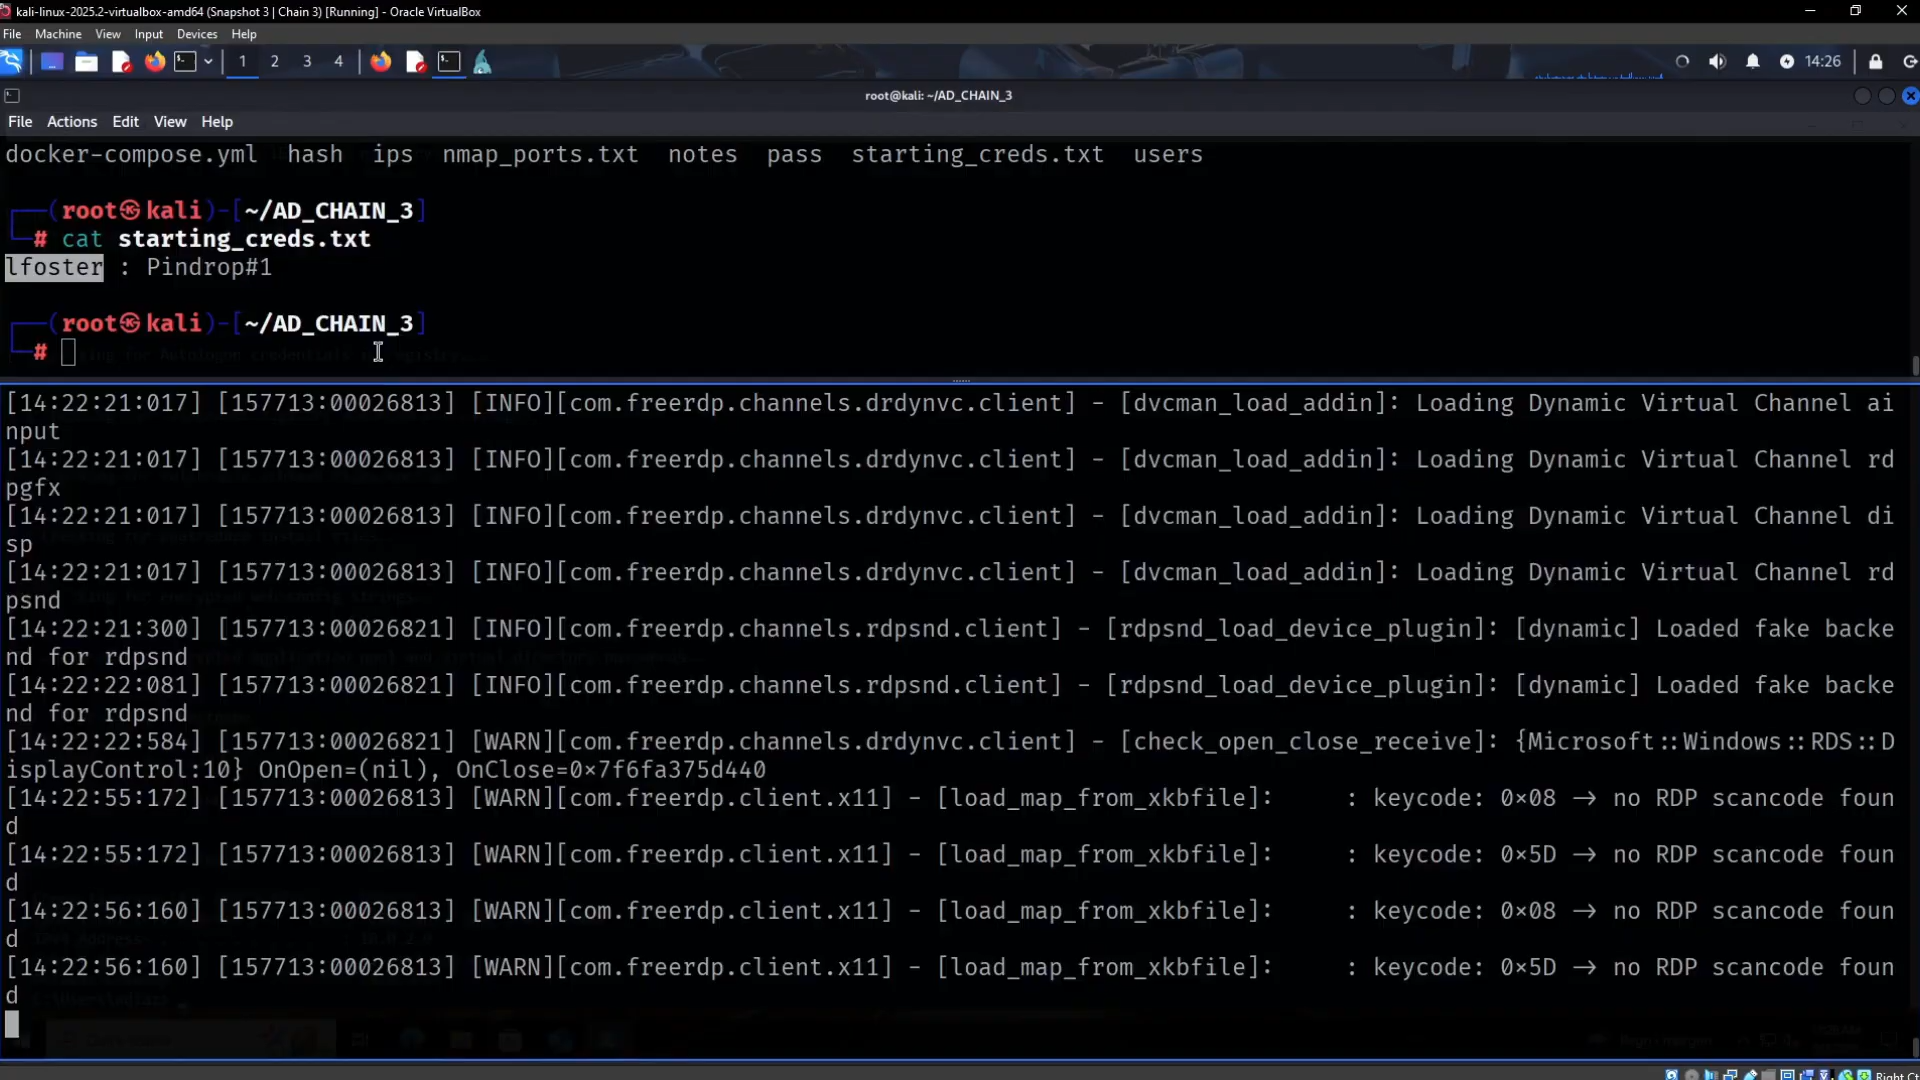 kali-linux-2025.2-virtualbox-amd64 (Snapshot 3 | Chain 3) [Running] - Oracle VirtualBox
File Machine View Input Devices Help
1 2 3 4 14:26
root@kali: ~/AD_CHAIN_3
File Actions Edit View Help
docker-compose.yml hash ips nmap_ports.txt notes pass starting_creds.txt users
┌──(root㉿kali)-[~/AD_CHAIN_3]
└─# cat starting_creds.txt
lfoster : Pindrop#1
┌──(root㉿kali)-[~/AD_CHAIN_3]
└─#
[14:22:21:017] [157713:00026813] [INFO][com.freerdp.channels.drdynvc.client] - [dvcman_load_addin]: Loading Dynamic Virtual Channel ai
nput
[14:22:21:017] [157713:00026813] [INFO][com.freerdp.channels.drdynvc.client] - [dvcman_load_addin]: Loading Dynamic Virtual Channel rd
pgfx
[14:22:21:017] [157713:00026813] [INFO][com.freerdp.channels.drdynvc.client] - [dvcman_load_addin]: Loading Dynamic Virtual Channel di
sp
[14:22:21:017] [157713:00026813] [INFO][com.freerdp.channels.drdynvc.client] - [dvcman_load_addin]: Loading Dynamic Virtual Channel rd
psnd
[14:22:21:300] [157713:00026821] [INFO][com.freerdp.channels.rdpsnd.client] - [rdpsnd_load_device_plugin]: [dynamic] Loaded fake backe
nd for rdpsnd
[14:22:22:081] [157713:00026821] [INFO][com.freerdp.channels.rdpsnd.client] - [rdpsnd_load_device_plugin]: [dynamic] Loaded fake backe
nd for rdpsnd
[14:22:22:584] [157713:00026821] [WARN][com.freerdp.channels.drdynvc.client] - [check_open_close_receive]: {Microsoft::Windows::RDS::D
isplayControl:10} OnOpen=(nil), OnClose=0×7f6fa375d440
[14:22:55:172] [157713:00026813] [WARN][com.freerdp.client.x11] - [load_map_from_xkbfile]: : keycode: 0×08 → no RDP scancode foun
d
[14:22:55:172] [157713:00026813] [WARN][com.freerdp.client.x11] - [load_map_from_xkbfile]: : keycode: 0×5D → no RDP scancode foun
d
[14:22:56:160] [157713:00026813] [WARN][com.freerdp.client.x11] - [load_map_from_xkbfile]: : keycode: 0×08 → no RDP scancode foun
d
[14:22:56:160] [157713:00026813] [WARN][com.freerdp.client.x11] - [load_map_from_xkbfile]: : keycode: 0×5D → no RDP scancode foun
d
Right Ct